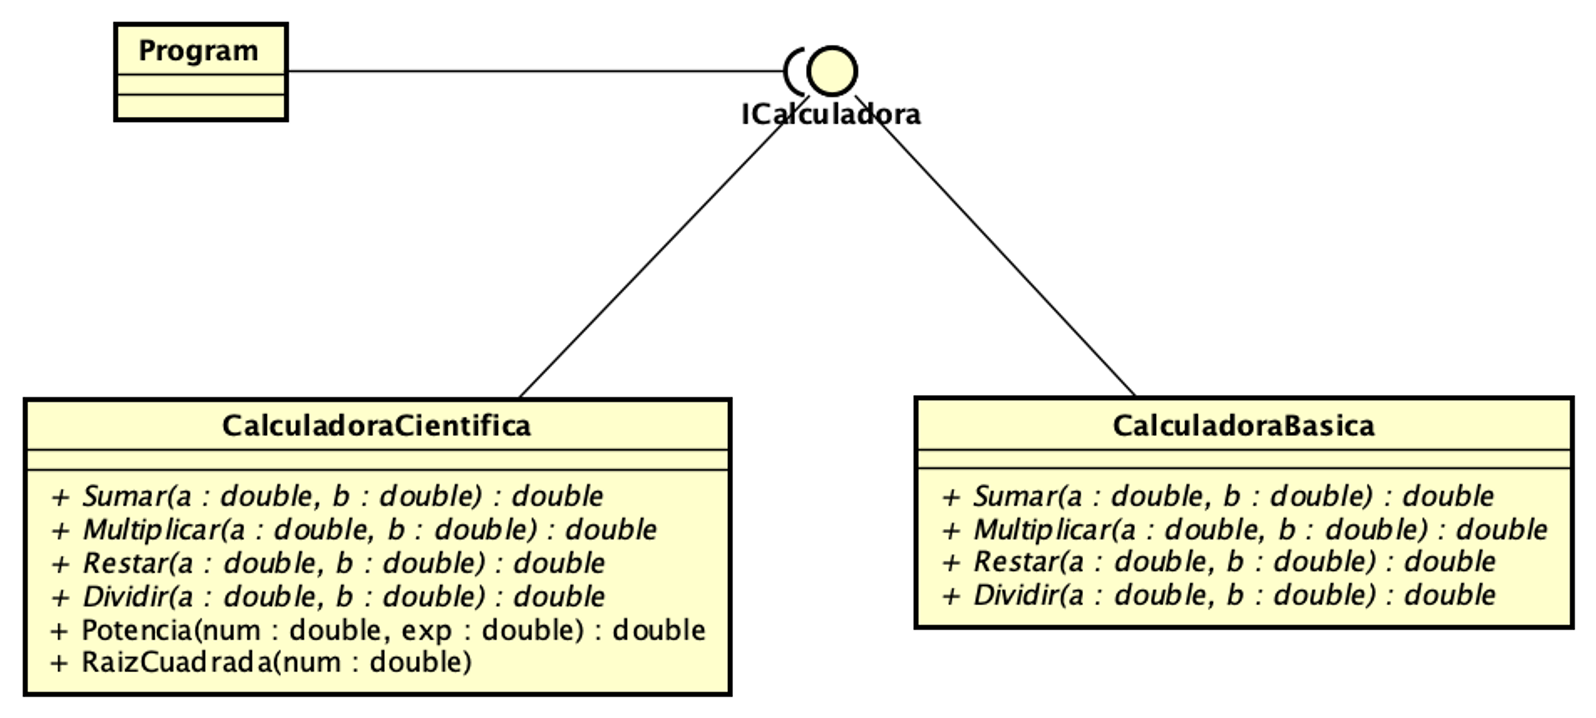 Program
ICalculadora
CalculadoraCientifica
+ Sumar(a : double, b : double) : double
+ Multiplicar(a : double, b : double) : double
+ Restar(a : double, b : double) : double
+ Dividir(a : double, b : double) : double
+ Potencia(num : double, exp : double) : double
+ RaizCuadrada(num : double)
CalculadoraBasica
+ Sumar(a : double, b : double) : double
+ Multiplicar(a : double, b : double) : double
+ Restar(a : double, b : double) : double
+ Dividir(a : double, b : double) : double